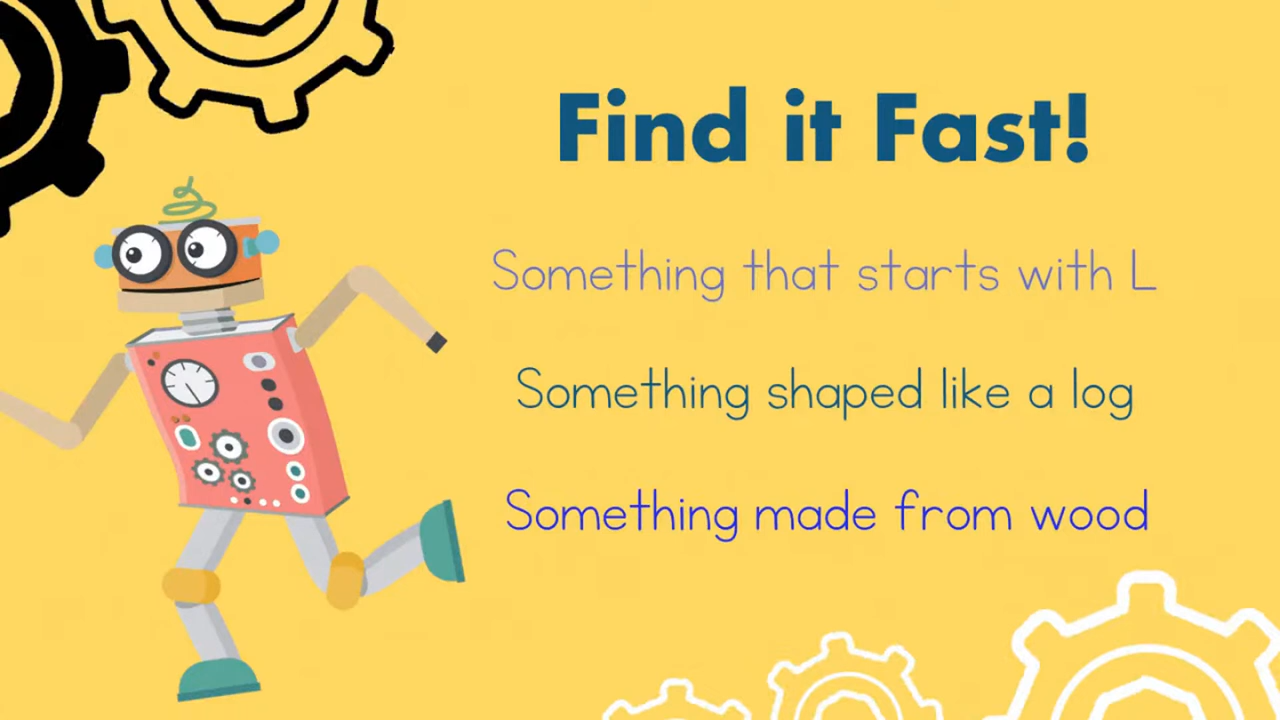 Find it Fast!
Something that starts with L
Something shaped like a log
Something made from wood